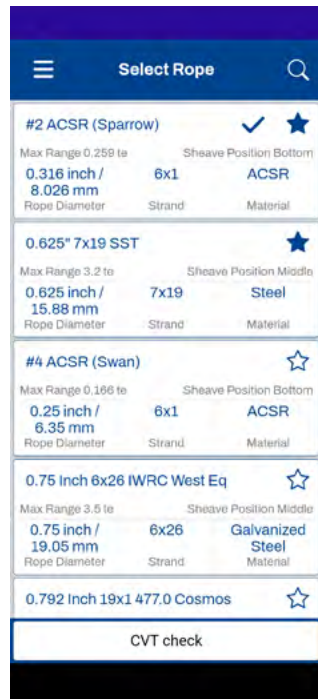 Select Rope
#2 ACSR (Sparrow)
Max Range 0.259 te Sheave Position Bottom
0.316 inch / 6x1 ACSR
8.026 mm
Rope Diameter Strand Material
0.625" 7x19 SST
Max Range 3.2 te Sheave Position Middle
0.625 inch / 7x19 Steel
15.88 mm
Rope Diameter Strand Material
#4 ACSR (Swan)
Max Range 0.166 te Sheave Position Bottom
0.25 inch / 6x1 ACSR
6.35 mm
Rope Diameter Strand Material
0.75 Inch 6x26 IWRC West Eq
Max Range 3.5 te Sheave Position Middle
0.75 inch / 6x26 Galvanized
19.05 mm Steel
Rope Diameter Strand Material
0.792 Inch 19x1 477.0 Cosmos
CVT check